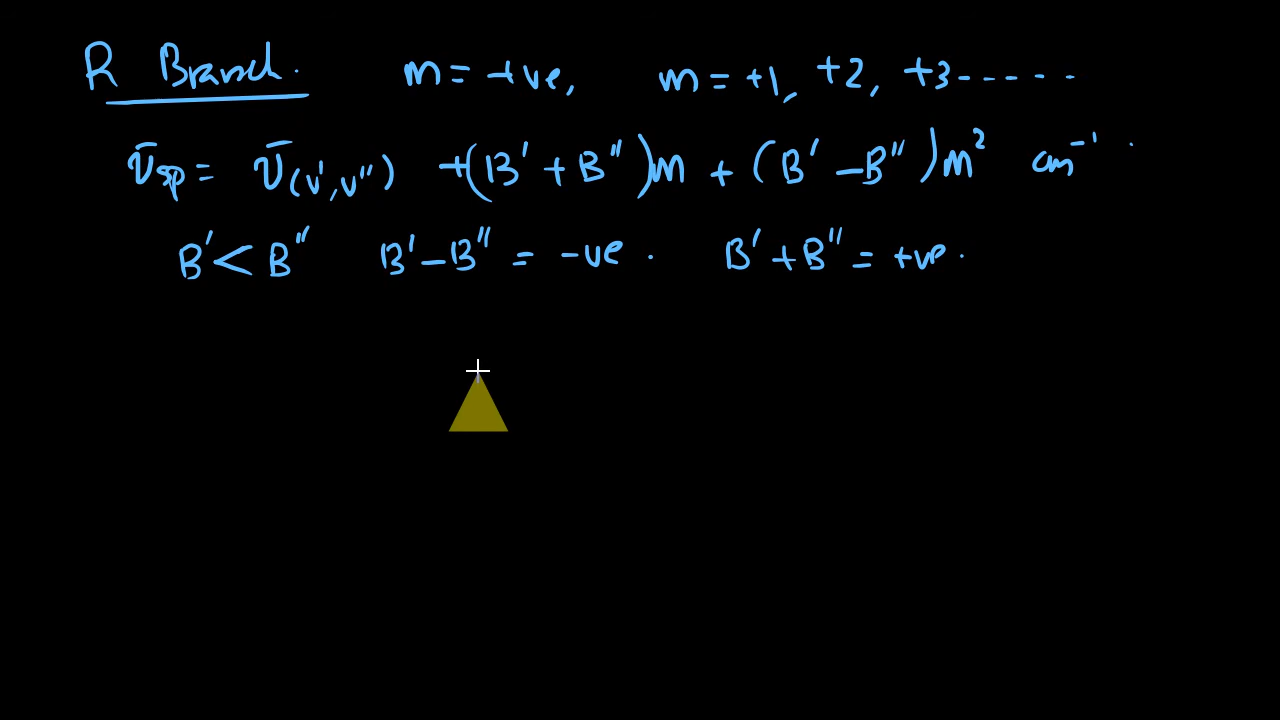 R Branch. m = +ve, m = +1, +2, +3------
ν̅sp = ν̅(v', v'') +(B' + B'')m + (B' - B'')m² cm⁻¹.
B' < B'' B' - B'' = -ve. B' + B'' = +ve.